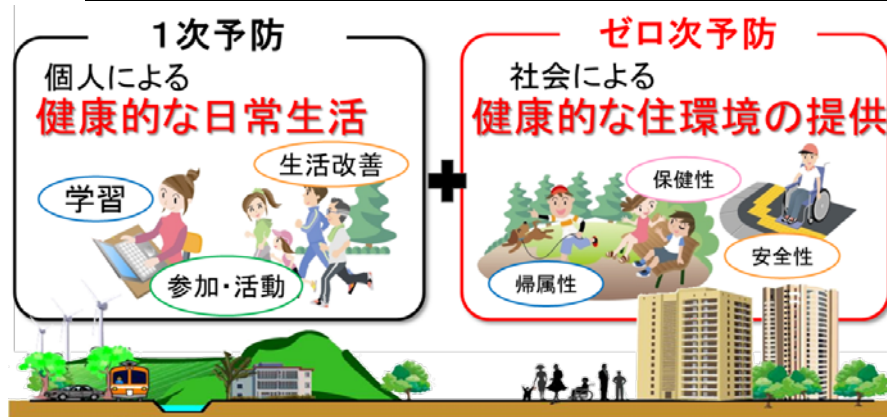 1次予防
個人による
健康的な日常生活
学習
生活改善
参加・活動
+
ゼロ次予防
社会による
健康的な住環境の提供
保健性
帰属性
安全性